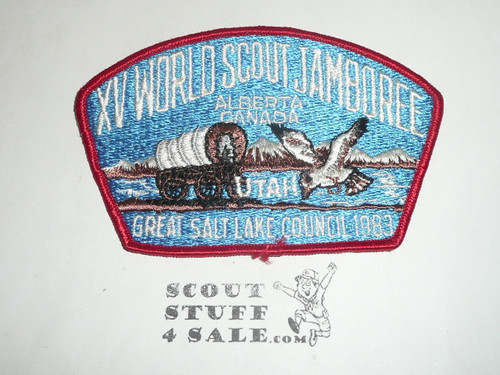 XV WORLD SCOUT JAMBOREE
ALBERTA
CANADA
UTAH
GREAT SALT LAKE COUNCIL 1983
SCOUT
STUFF
4 SALE.com